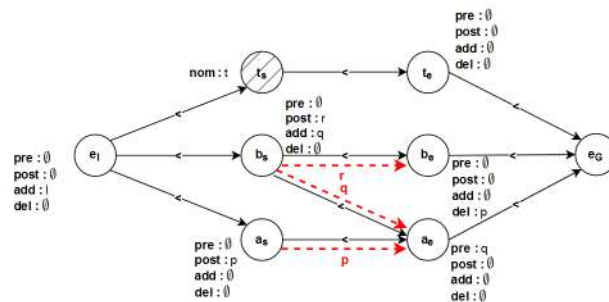 pre : ∅
post : ∅
add : ∅
del : ∅
nom : t
t_s
<
t_e
<
<
pre : ∅
post : r
add : q
del : ∅
pre : ∅
post : ∅
add : I
del : ∅
e_I
<
b_s
<
b_e
<
e_G
r
q
<
pre : ∅
post : ∅
add : ∅
del : p
<
<
a_s
<
a_e
p
pre : ∅
post : p
add : ∅
del : ∅
pre : q
post : ∅
add : ∅
del : ∅